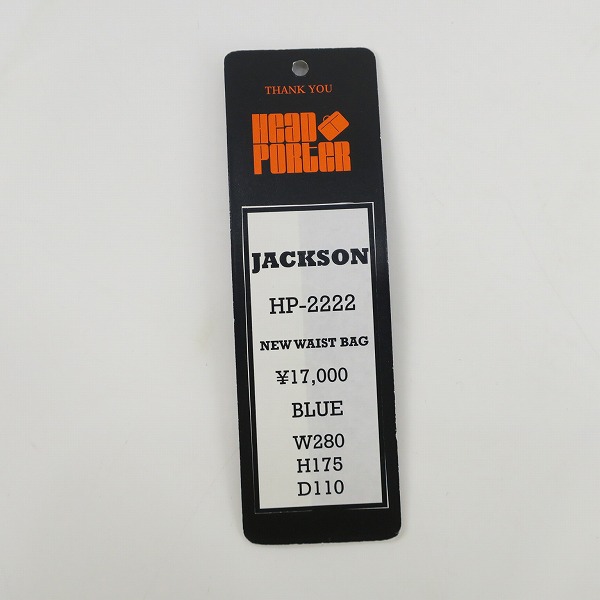 THANK YOU
HEAD
PORTER
JACKSON
HP-2222
NEW WAIST BAG
¥17,000
BLUE
W280
H175
D110